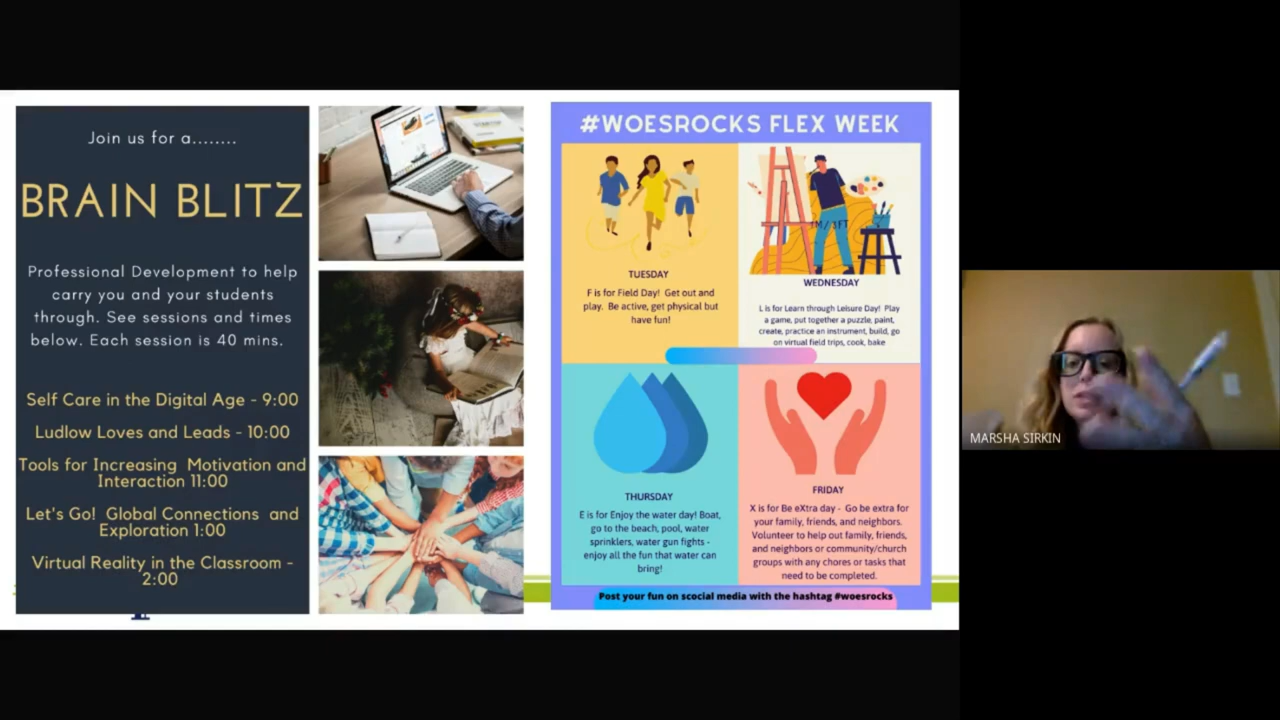 Join us for a........
BRAIN BLITZ
Professional Development to help
carry you and your students
through. See sessions and times
below. Each session is 40 mins.
Self Care in the Digital Age - 9:00
Ludlow Loves and Leads - 10:00
Tools for Increasing Motivation and
Interaction 11:00
Let's Go! Global Connections and
Exploration 1:00
Virtual Reality in the Classroom -
2:00
#WOESROCKS FLEX WEEK
TUESDAY
F is for Field Day! Get out and
play. Be active, get physical but
have fun!
1M/3FT
WEDNESDAY
L is for Learn through Leisure Day! Play
a game, put together a puzzle, paint,
create, practice an instrument, build, go
on virtual field trips, cook, bake
THURSDAY
E is for Enjoy the water day! Boat,
go to the beach, pool, water
sprinklers, water gun fights -
enjoy all the fun that water can
bring!
FRIDAY
X is for Be eXtra day - Go be extra for
your family, friends, and neighbors.
Volunteer to help out family, friends,
and neighbors or community/church
groups with any chores or tasks that
need to be completed.
Post your fun on scocial media with the hashtag #woesrocks
MARSHA SIRKIN